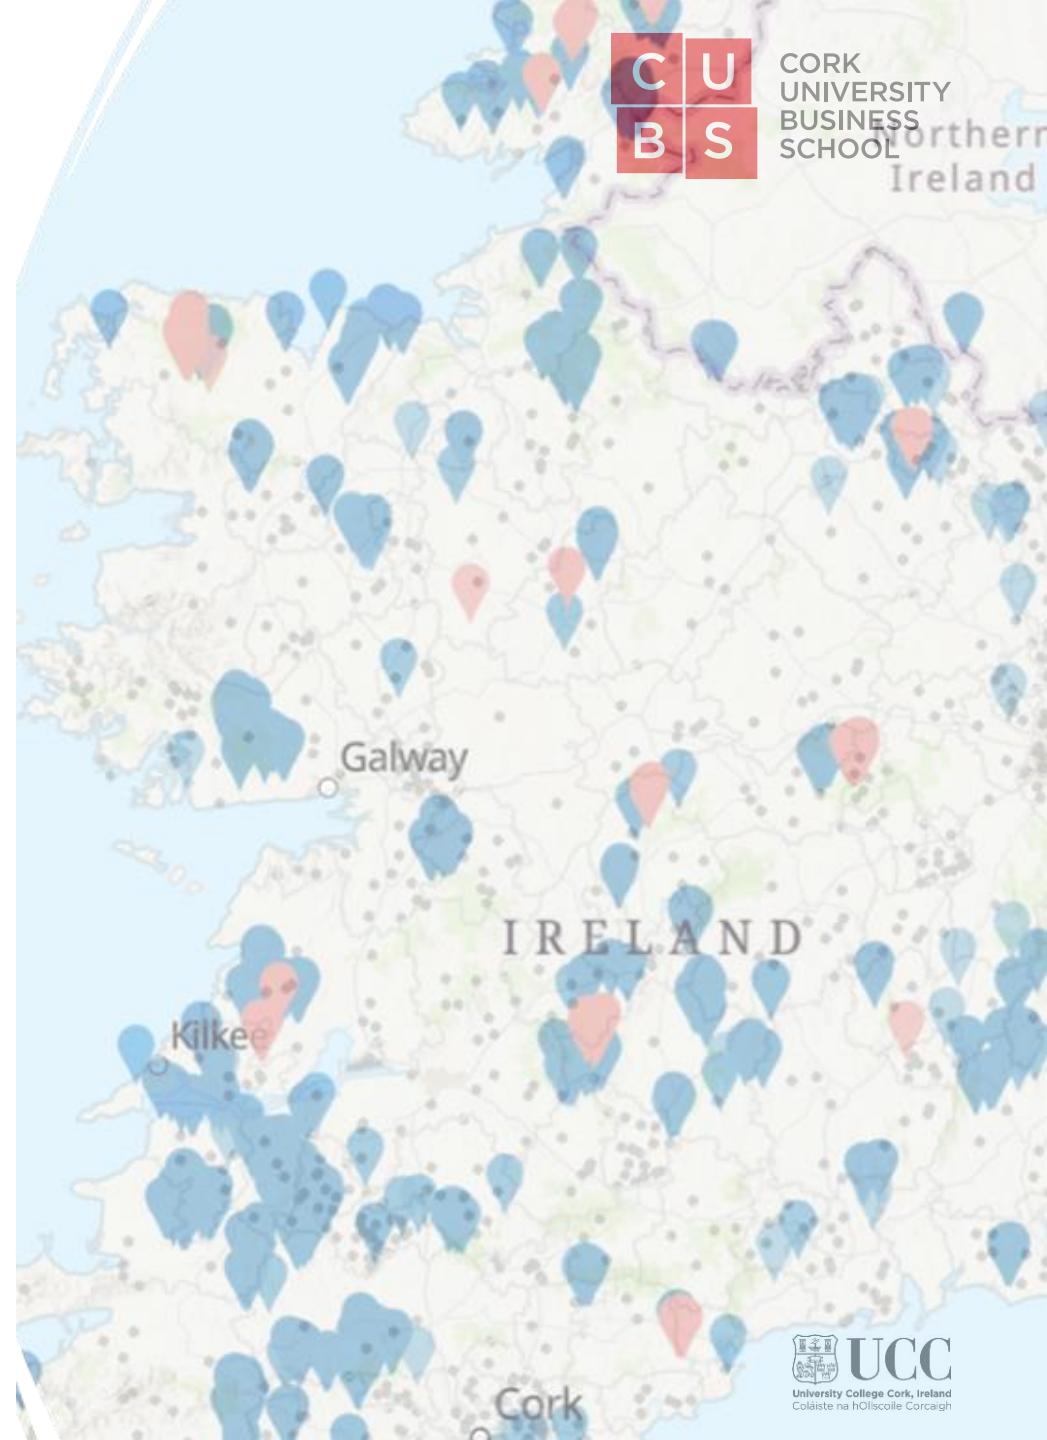 C U
B S
CORK
UNIVERSITY
BUSINESS
SCHOOL
Northern
Ireland
Galway
IRELAND
Kilkee
Cork
UCC
University College Cork, Ireland
Coláiste na hOllscoile Corcaigh